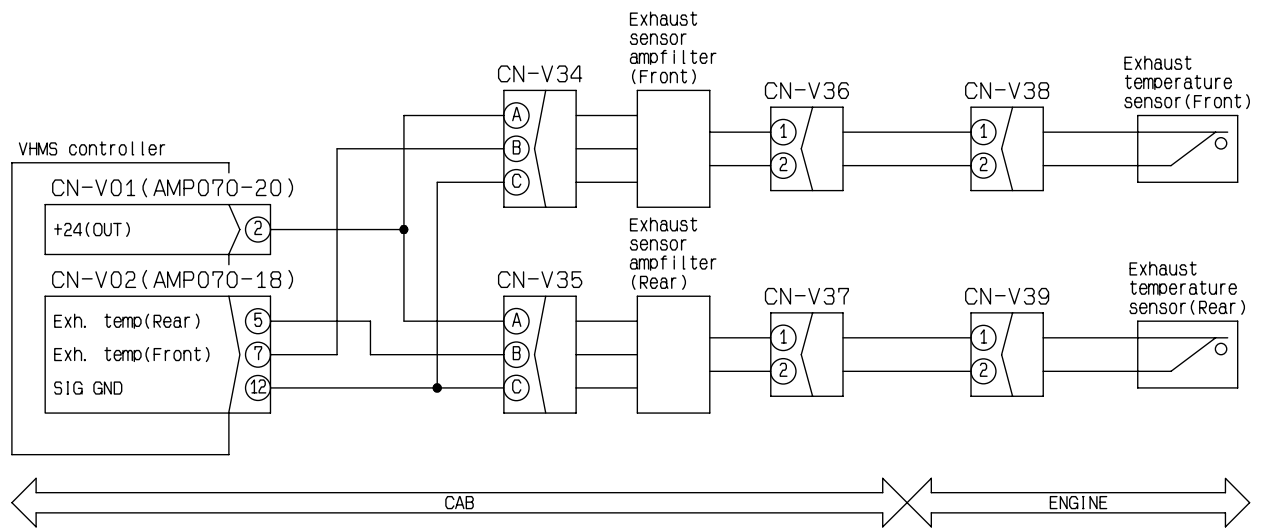 Exhaust
sensor
ampfilter
(Front)
CN-V34
A
B
C
CN-V36
1
2
CN-V38
1
2
Exhaust
temperature
sensor(Front)
VHMS controller
CN-V01(AMP070-20)
+24(OUT)
2
CN-V02(AMP070-18)
Exh. temp(Rear)
5
Exh. temp(Front)
7
SIG GND
12
Exhaust
sensor
ampfilter
(Rear)
CN-V35
A
B
C
CN-V37
1
2
CN-V39
1
2
Exhaust
temperature
sensor(Rear)
CAB
ENGINE